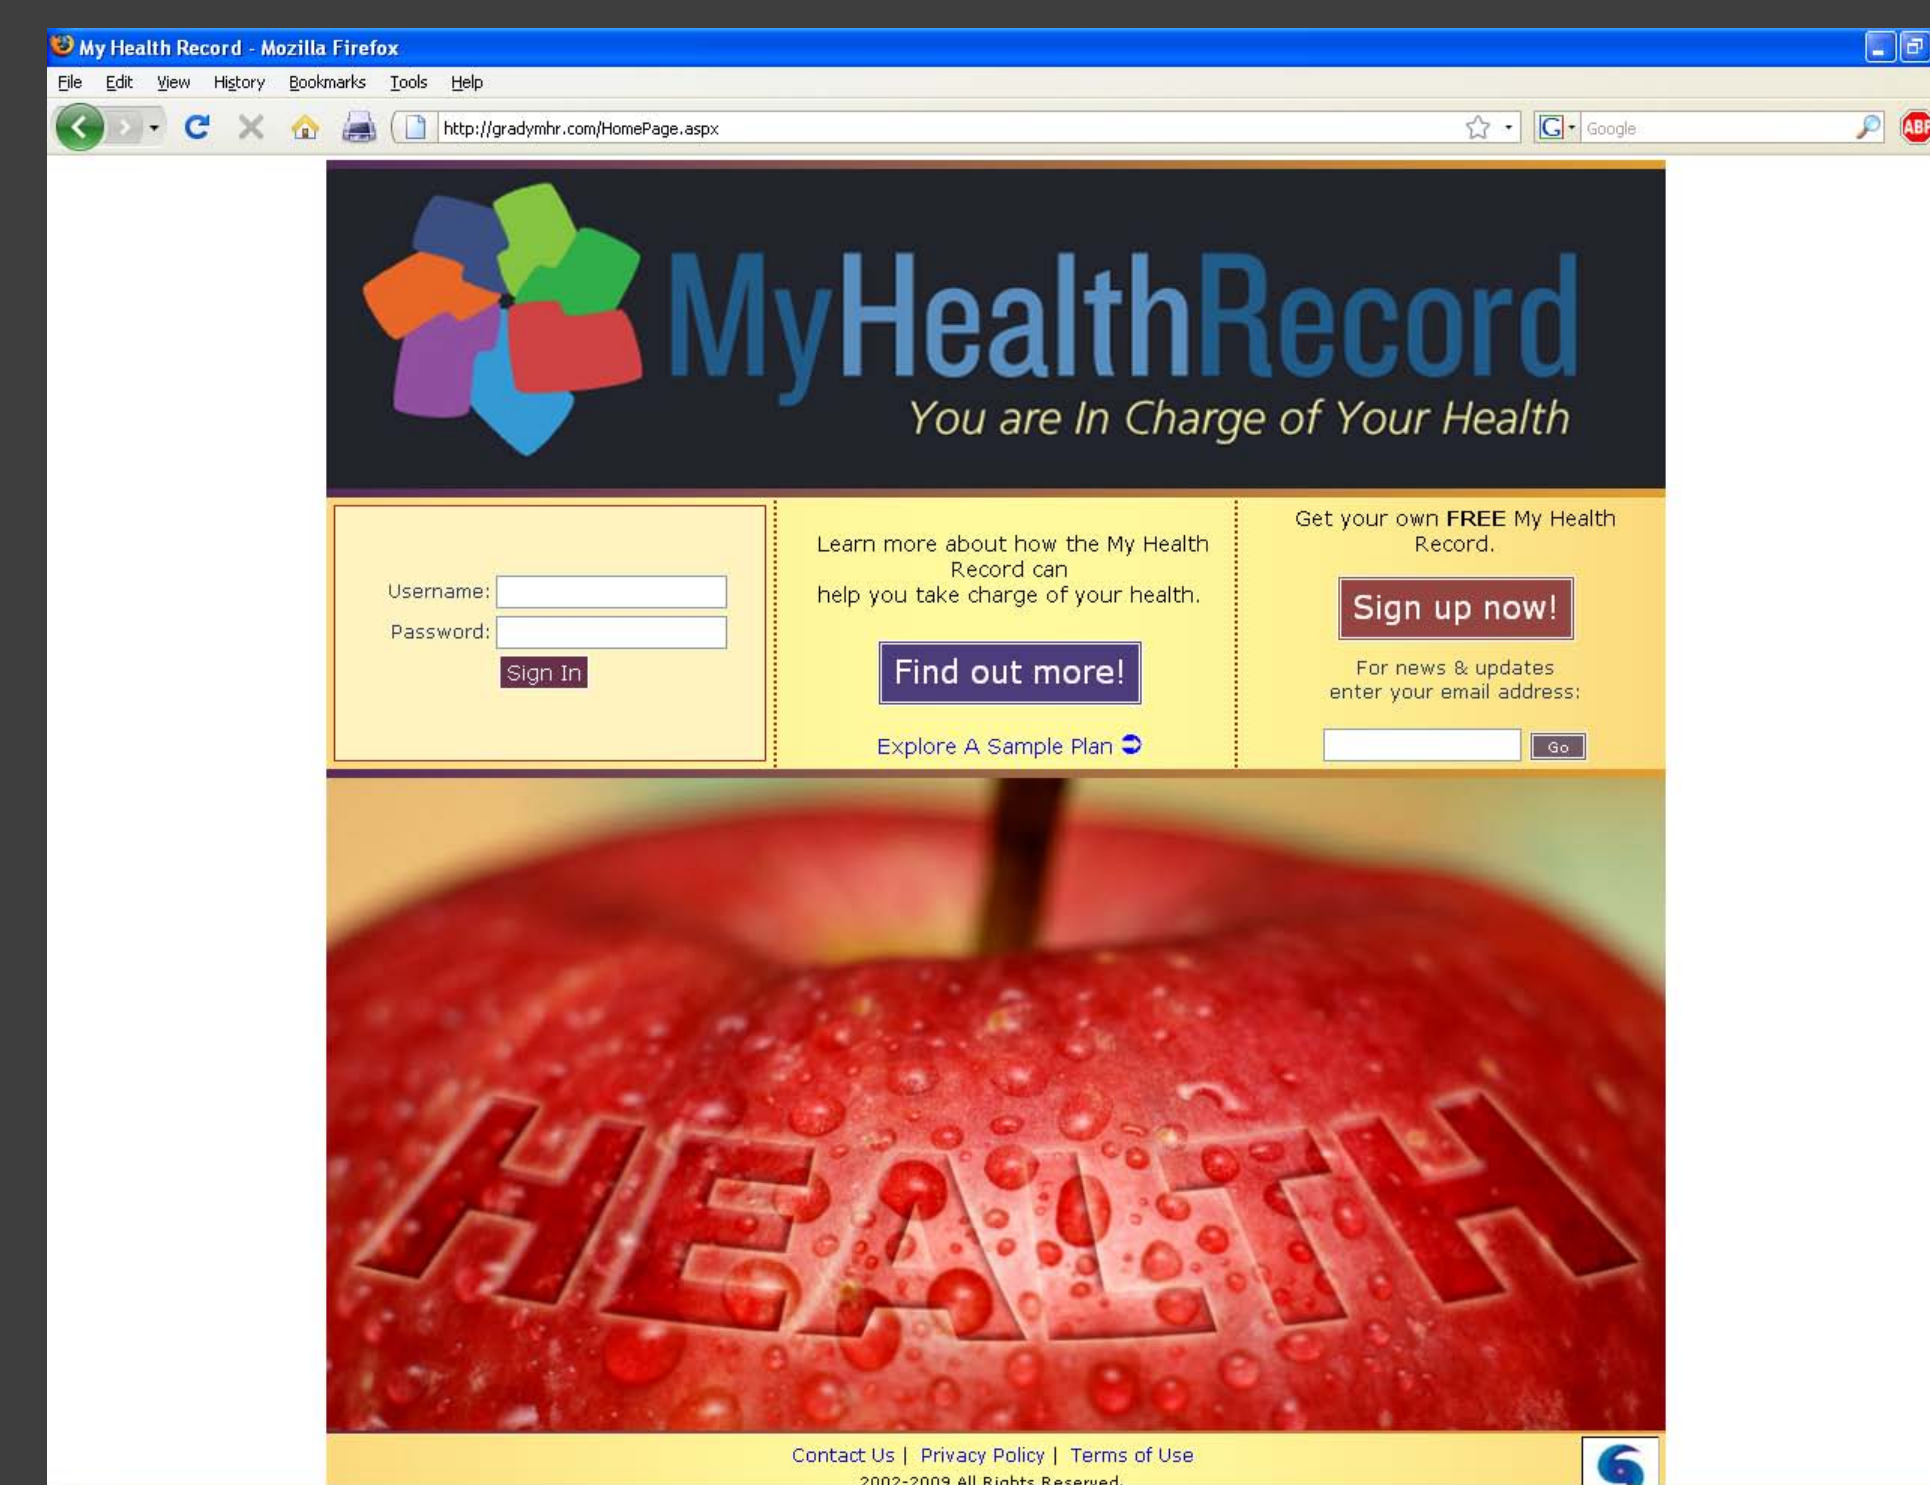 My Health Record - Mozilla Firefox
File Edit View History Bookmarks Tools Help
http://gradymhr.com/HomePage.aspx
G Google
ABP
MyHealthRecord
You are In Charge of Your Health
Username:
Password:
Sign In
Learn more about how the My Health
Record can
help you take charge of your health.
Find out more!
Explore A Sample Plan
Get your own FREE My Health
Record.
Sign up now!
For news & updates
enter your email address:
Go
HEALTH
Contact Us | Privacy Policy | Terms of Use
2002-2009 All Rights Reserved.